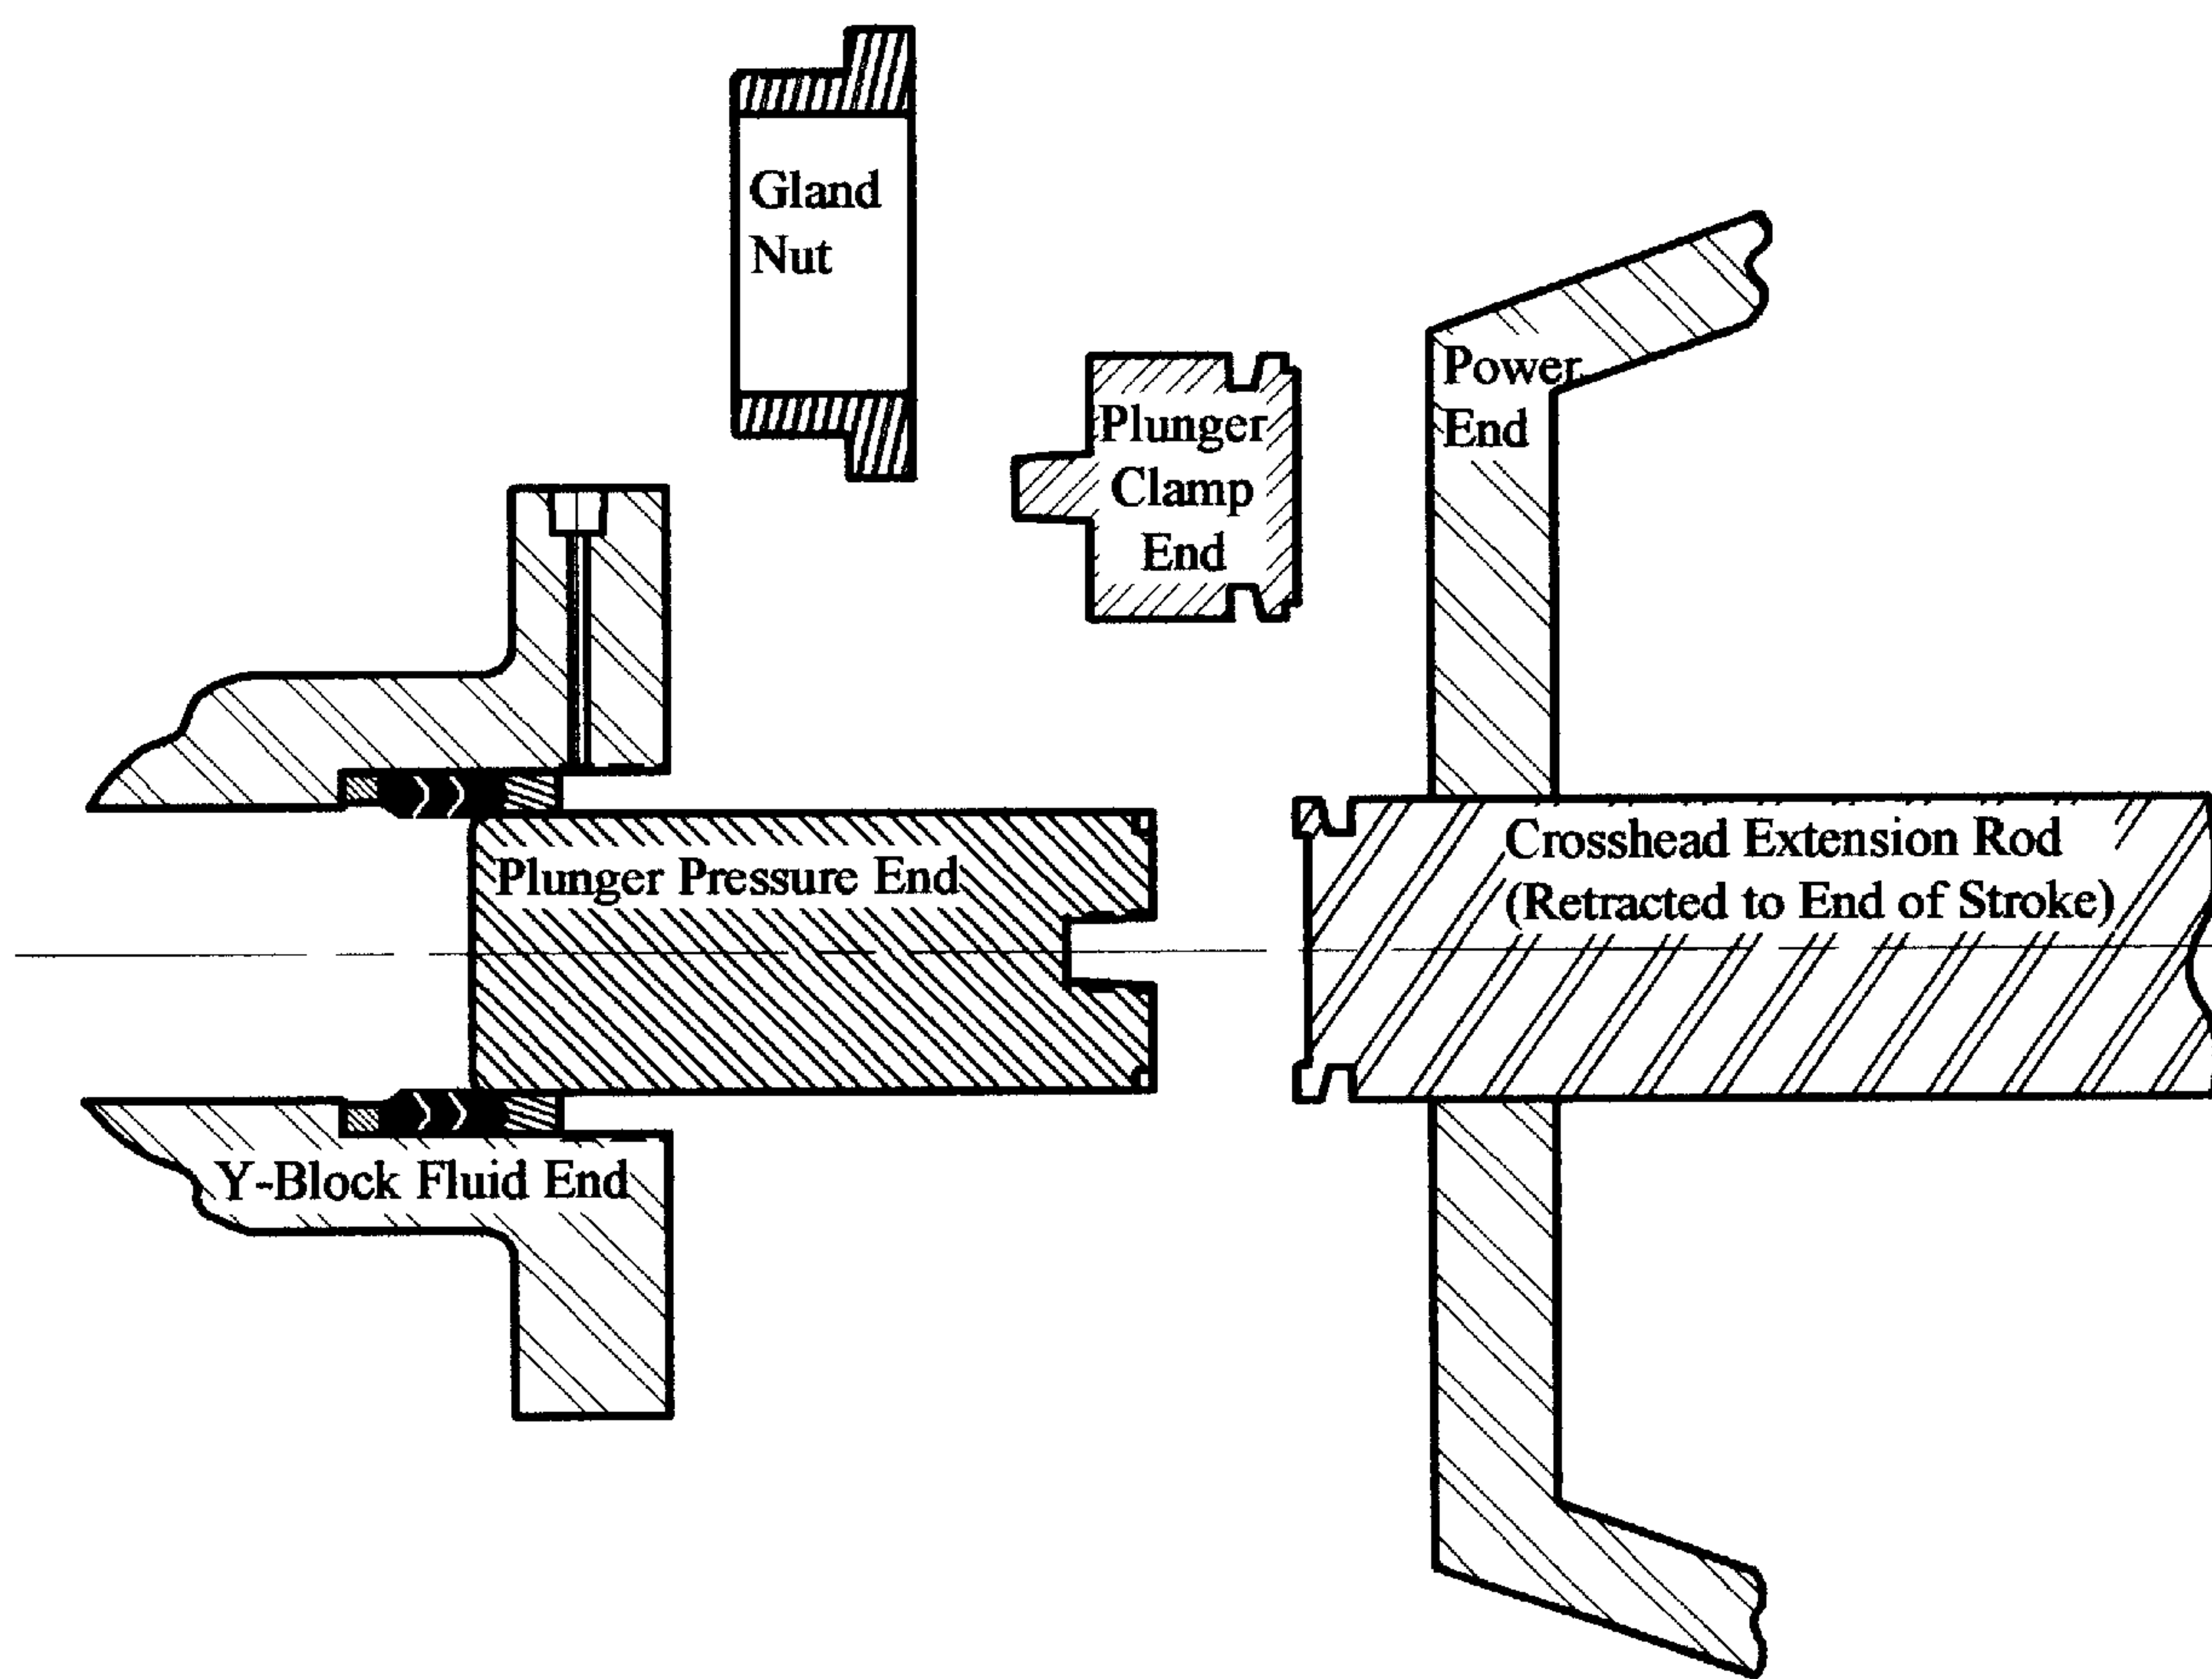 Gland
Nut
Power
End
Plunger
Clamp
End
Plunger Pressure End
Crosshead Extension Rod
(Retracted to End of Stroke)
Y-Block Fluid End